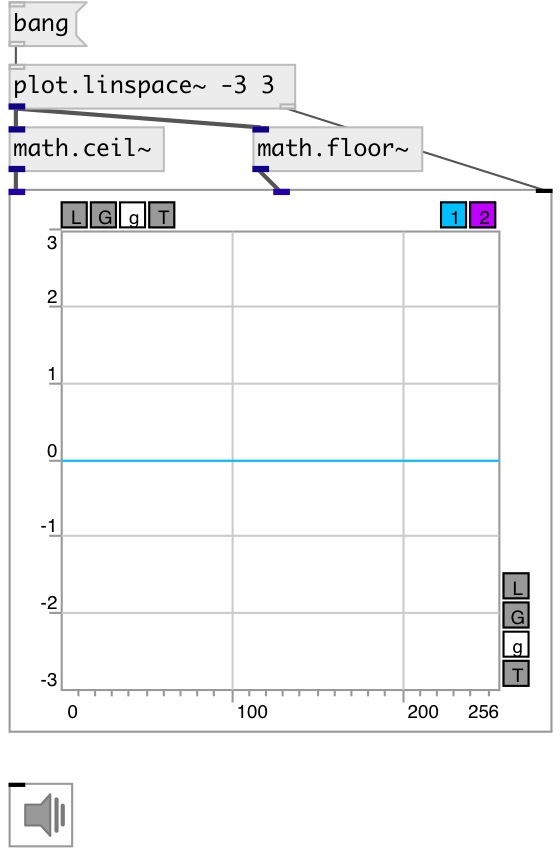 bang
plot.linspace~ -3 3
math.ceil~ math.floor~
L G g T 1 2
3
2
1
0
-1
-2
-3
L
G
g
T
0 100 200 256